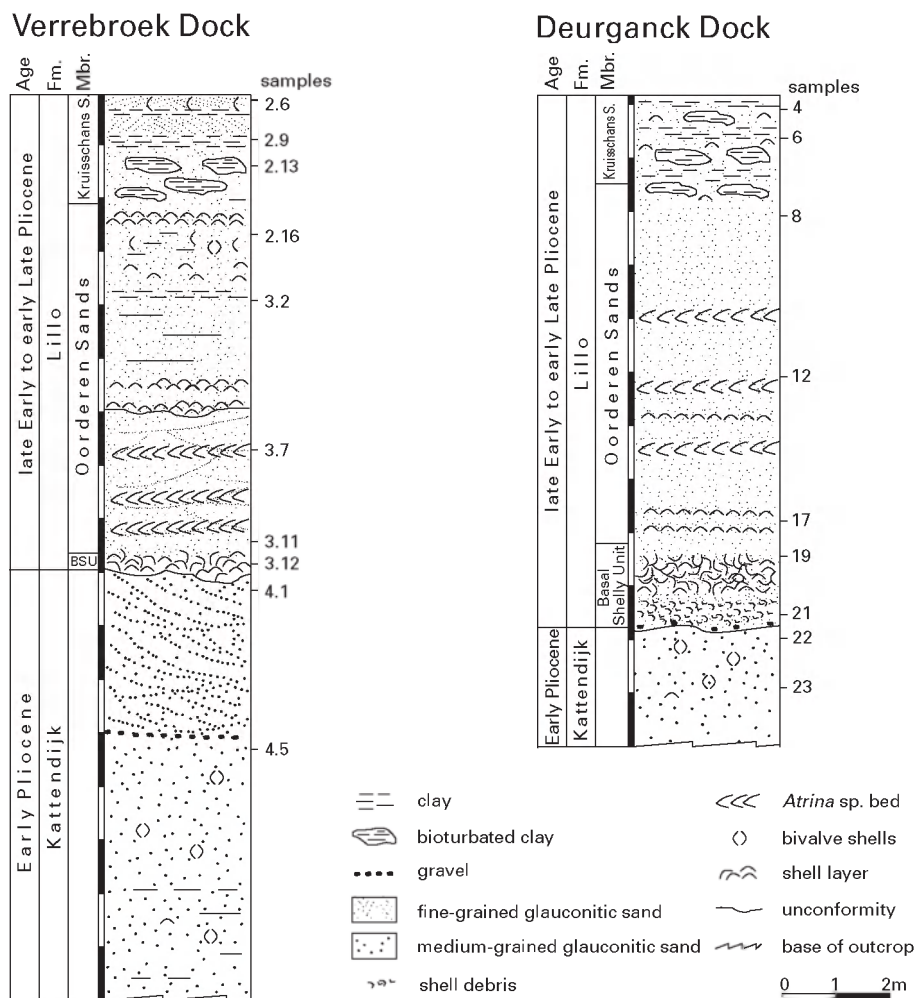 Verrebroek Dock
Age
Fm.
Mbr.
samples
late Early to early Late Pliocene
Early Pliocene
Lillo
Kattendijk
Kruisschans S.
Oorderen Sands
BSU
2.6
2.9
2.13
2.16
3.2
3.7
3.11
3.12
4.1
4.5
Deurganck Dock
Age
Fm.
Mbr.
samples
late Early to early Late Pliocene
Early Pliocene
Lillo
Kattendijk
Kruisschans S.
Oorderen Sands
Basal
Shelly Unit
4
6
8
12
17
19
21
22
23
clay
bioturbated clay
gravel
fine-grained glauconitic sand
medium-grained glauconitic sand
shell debris
Atrina sp. bed
bivalve shells
shell layer
unconformity
base of outcrop
0 1 2m